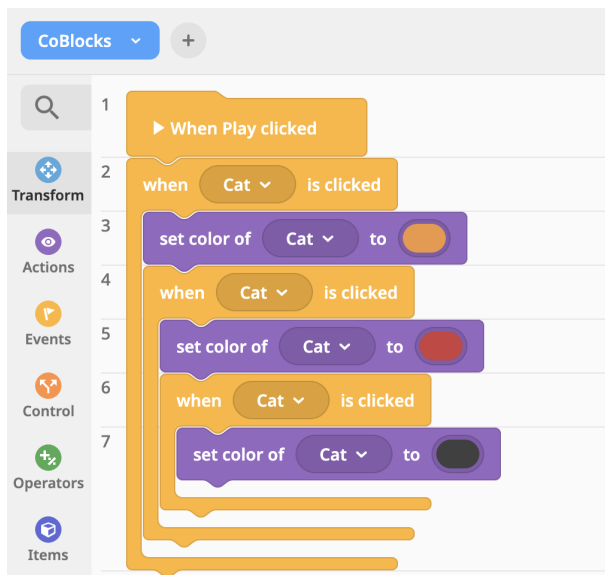 CoBlocks
+
1
When Play clicked
2
when Cat is clicked
Transform
3
set color of Cat to
Actions
4
when Cat is clicked
Events
5
set color of Cat to
6
when Cat is clicked
Control
7
set color of Cat to
Operators
Items